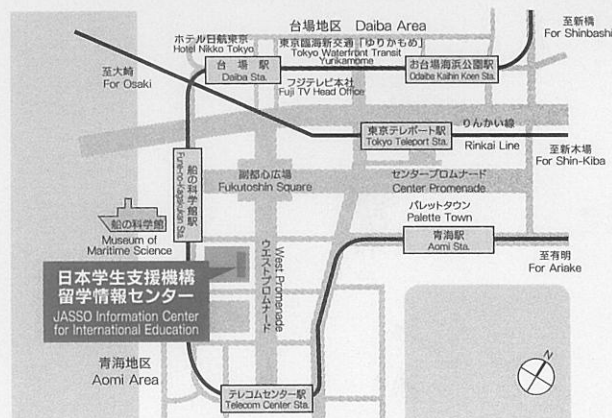 台場地区 Daiba Area
ホテル日航東京
Hotel Nikko Tokyo
東京臨海新交通「ゆりかもめ」
Tokyo Waterfront Transit
Yurikamome
至新橋
For Shinbashi
台場駅
Daiba Sta.
お台場海浜公園駅
Odaiba Kaihin Koen Sta.
至大崎
For Osaki
フジテレビ本社
Fuji TV Head Office
東京テレポート駅
Tokyo Teleport Sta.
りんかい線
Rinkai Line
至新木場
For Shin-Kiba
船の科学館駅
Fune-no-Kagakukan Sta.
副都心広場
Fukutoshin Square
センタープロムナード
Center Promenade
パレットタウン
Palette Town
船の科学館
Museum of
Maritime Science
青海駅
Aomi Sta.
至有明
For Ariake
West Promenade
ウエストプロムナード
日本学生支援機構
留学情報センター
JASSO Information Center
for International Education
青海地区
Aomi Area
テレコムセンター駅
Telecom Center Sta.
N